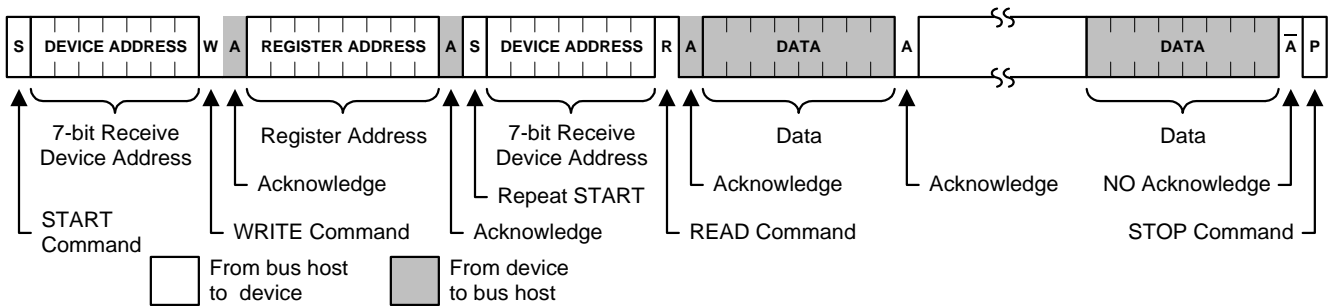 S DEVICE ADDRESS W A REGISTER ADDRESS A S DEVICE ADDRESS R A DATA A DATA A̅ P
7-bit Receive
Device Address
Register Address
7-bit Receive
Device Address
Data
Data
Acknowledge
Repeat START
Acknowledge
Acknowledge
NO Acknowledge
START
Command
WRITE Command
Acknowledge
READ Command
STOP Command
From bus host
to device
From device
to bus host